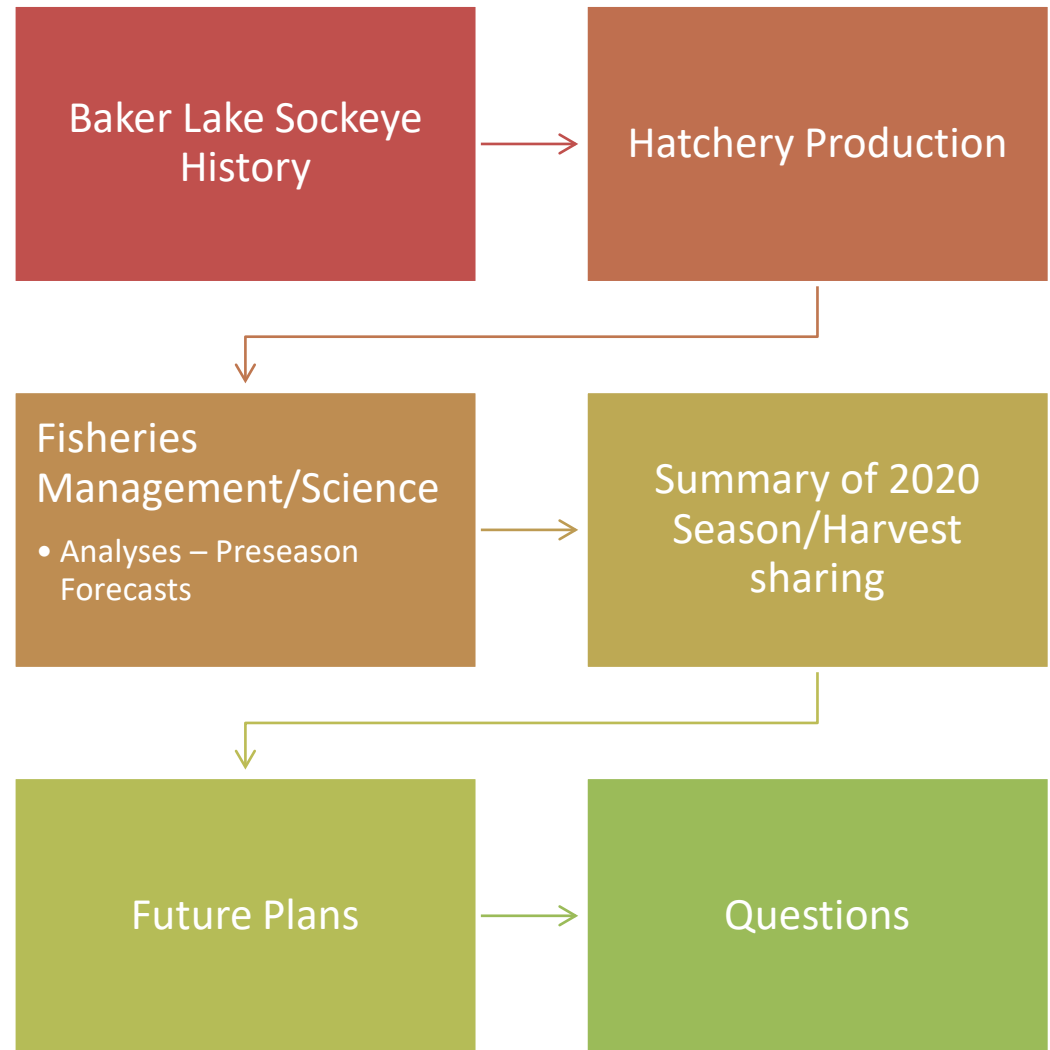 Baker Lake Sockeye
History
Hatchery Production
Fisheries
Management/Science
• Analyses – Preseason
Forecasts
Summary of 2020
Season/Harvest
sharing
Future Plans
Questions